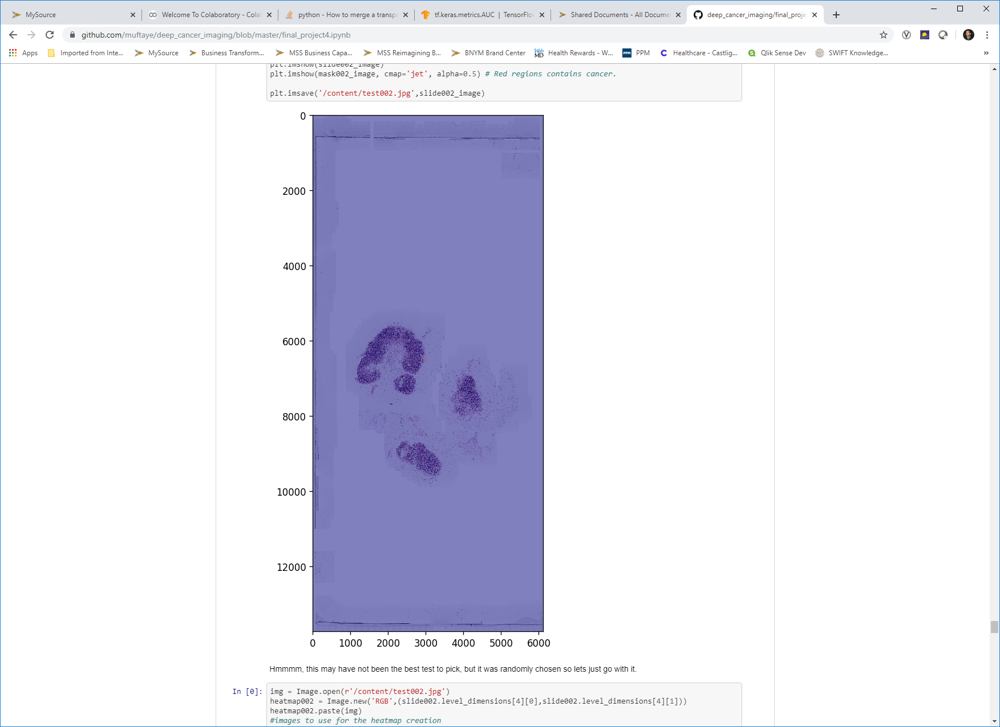 MySource
Welcome To Colaboratory - Cola
python - How to merge a transpa
tf.keras.metrics.AUC | TensorFlo
Shared Documents - All Docume
deep_cancer_imaging/final_proje
github.com/muftaye/deep_cancer_imaging/blob/master/final_project4.ipynb
Apps
Imported from Inte...
MySource
Business Transform...
MSS Business Capa...
MSS Reimagining B...
BNYM Brand Center
Web MD Health Rewards - W...
PPM PPM
Healthcare - Castlig...
Qlik Sense Dev
SWIFT Knowledge...
»
plt.imshow(slide002_image)
plt.imshow(mask002_image, cmap='jet', alpha=0.5) # Red regions contains cancer.
plt.imsave('/content/test002.jpg',slide002_image)
0
2000
4000
6000
8000
10000
12000
0 1000 2000 3000 4000 5000 6000
Hmmmm, this may have not been the best test to pick, but it was randomly chosen so lets just go with it.
In [0]: img = Image.open(r'/content/test002.jpg')
heatmap002 = Image.new('RGB',(slide002.level_dimensions[4][0],slide002.level_dimensions[4][1]))
heatmap002.paste(img)
#images to use for the heatmap creation